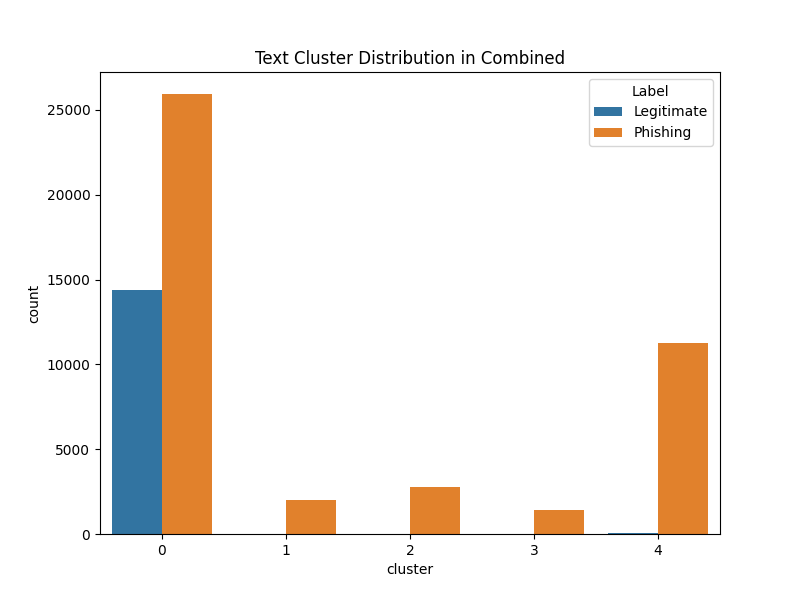 Text Cluster Distribution in Combined
Label
Legitimate
Phishing
25000
20000
15000
10000
5000
0
count
0 1 2 3 4
cluster